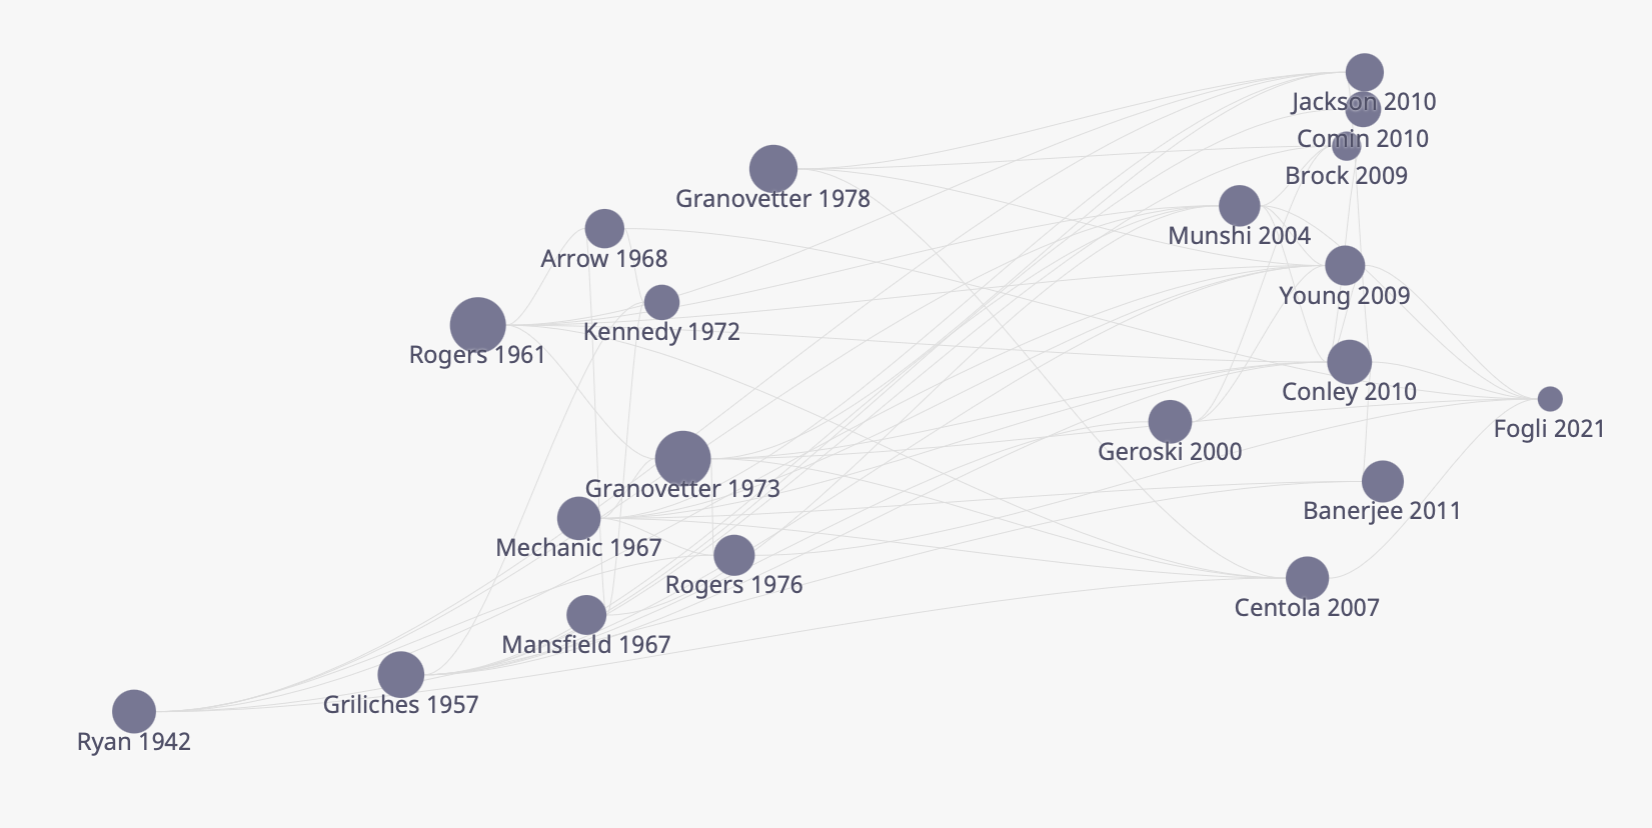 Jackson 2010
Comin 2010
Brock 2009
Granovetter 1978
Munshi 2004
Arrow 1968
Young 2009
Kennedy 1972
Rogers 1961
Conley 2010
Fogli 2021
Geroski 2000
Granovetter 1973
Banerjee 2011
Mechanic 1967
Rogers 1976
Centola 2007
Mansfield 1967
Griliches 1957
Ryan 1942